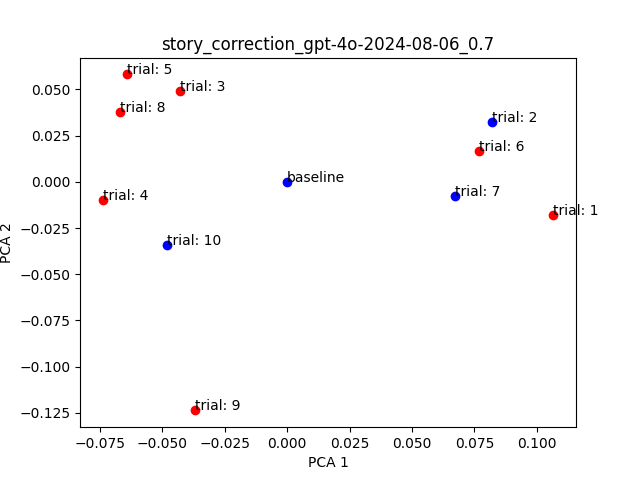 story_correction_gpt-4o-2024-08-06_0.7
trial: 5
trial: 3
trial: 8
trial: 2
trial: 6
baseline
trial: 7
trial: 4
trial: 1
trial: 10
trial: 9
0.050
0.025
0.000
−0.025
−0.050
−0.075
−0.100
−0.125
PCA 2
−0.075
−0.050
−0.025
0.000
0.025
0.050
0.075
0.100
PCA 1